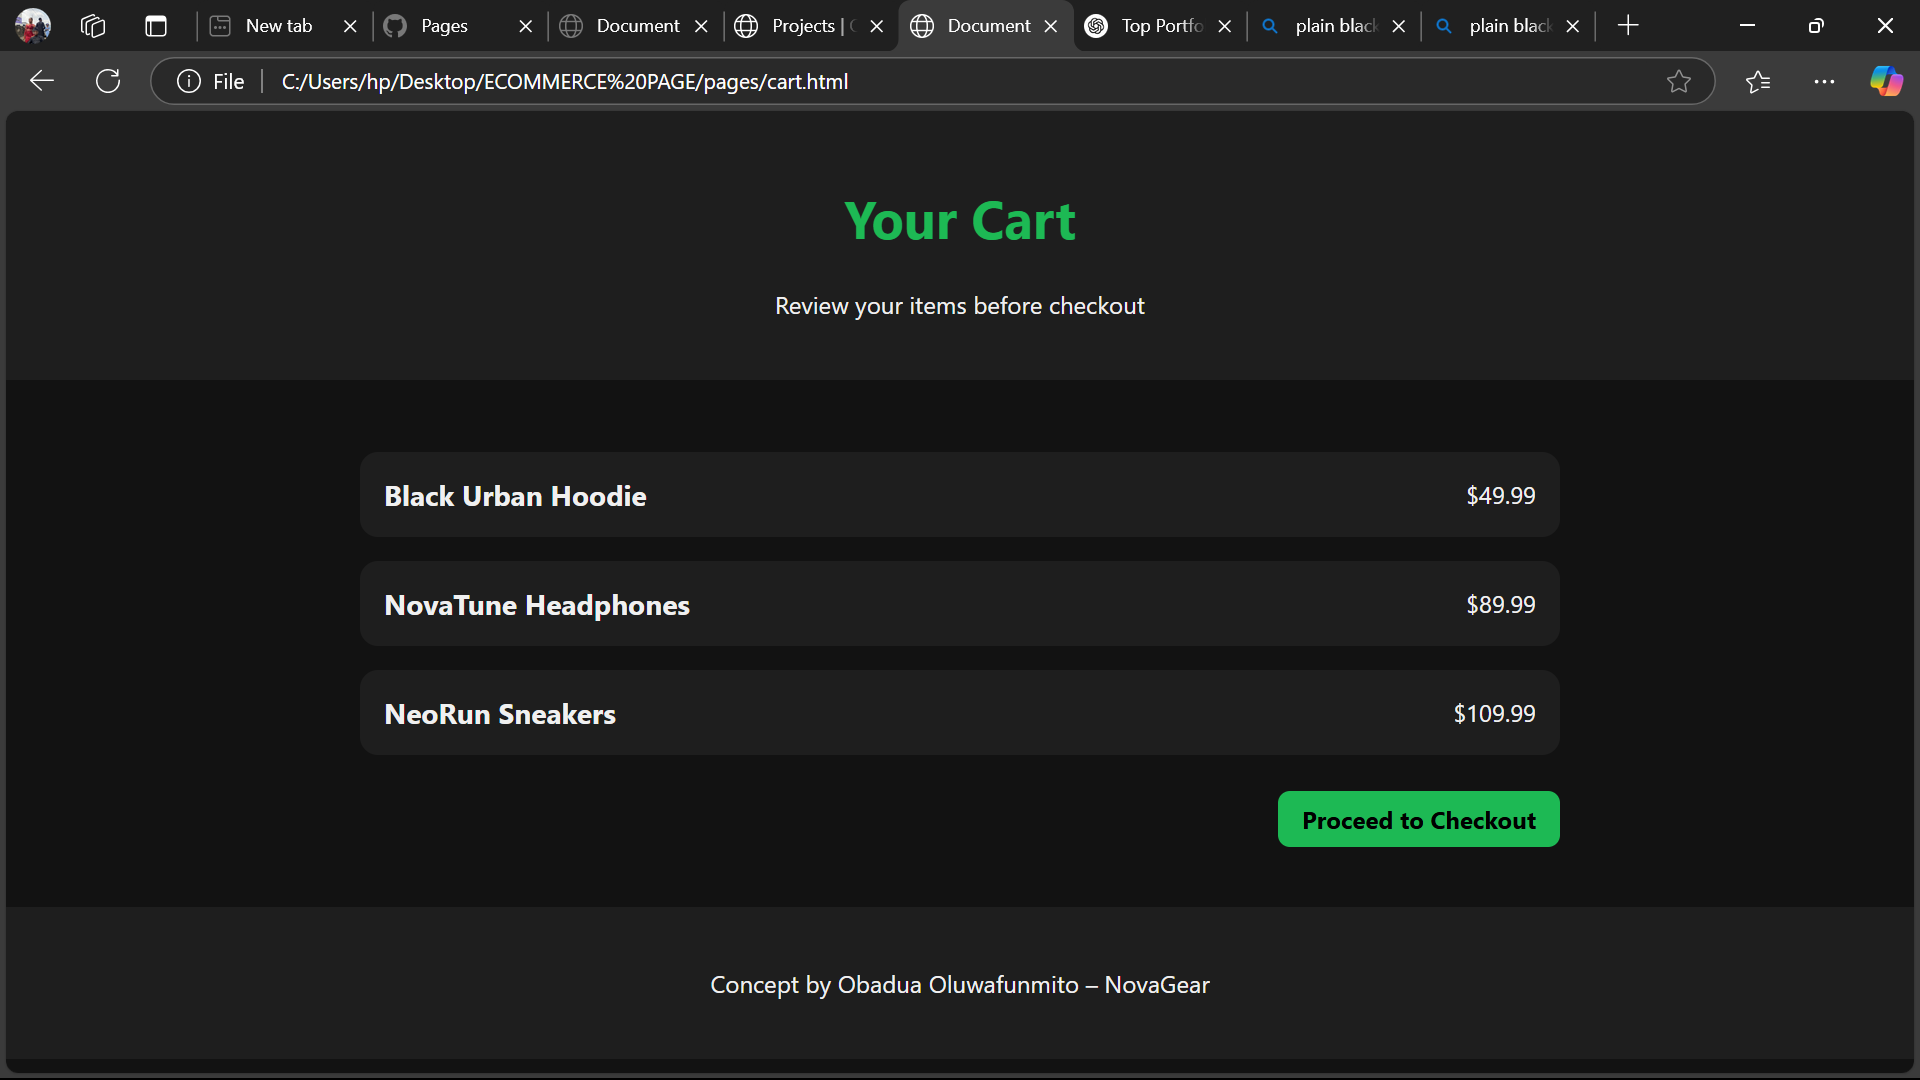 New tab
Pages
Document
Projects |
Document
Top Portfo
plain black
plain black
File
C:/Users/hp/Desktop/ECOMMERCE%20PAGE/pages/cart.html
Your Cart
Review your items before checkout
Black Urban Hoodie $49.99
NovaTune Headphones $89.99
NeoRun Sneakers $109.99
Proceed to Checkout
Concept by Obadua Oluwafunmito – NovaGear